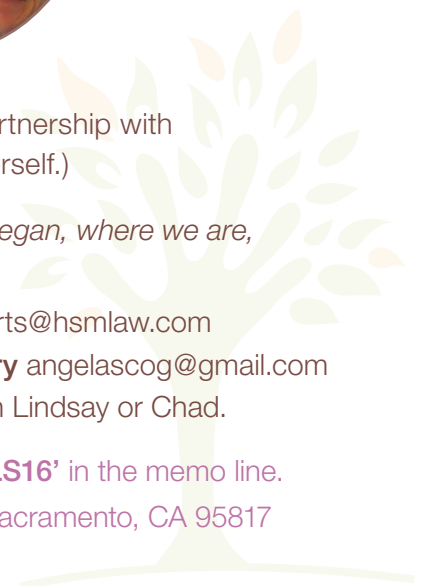 rtnership with
rself.)
egan, where we are,
rts@hsmlaw.com
ry angelascog@gmail.com
n Lindsay or Chad.
LS16’ in the memo line.
acramento, CA 95817